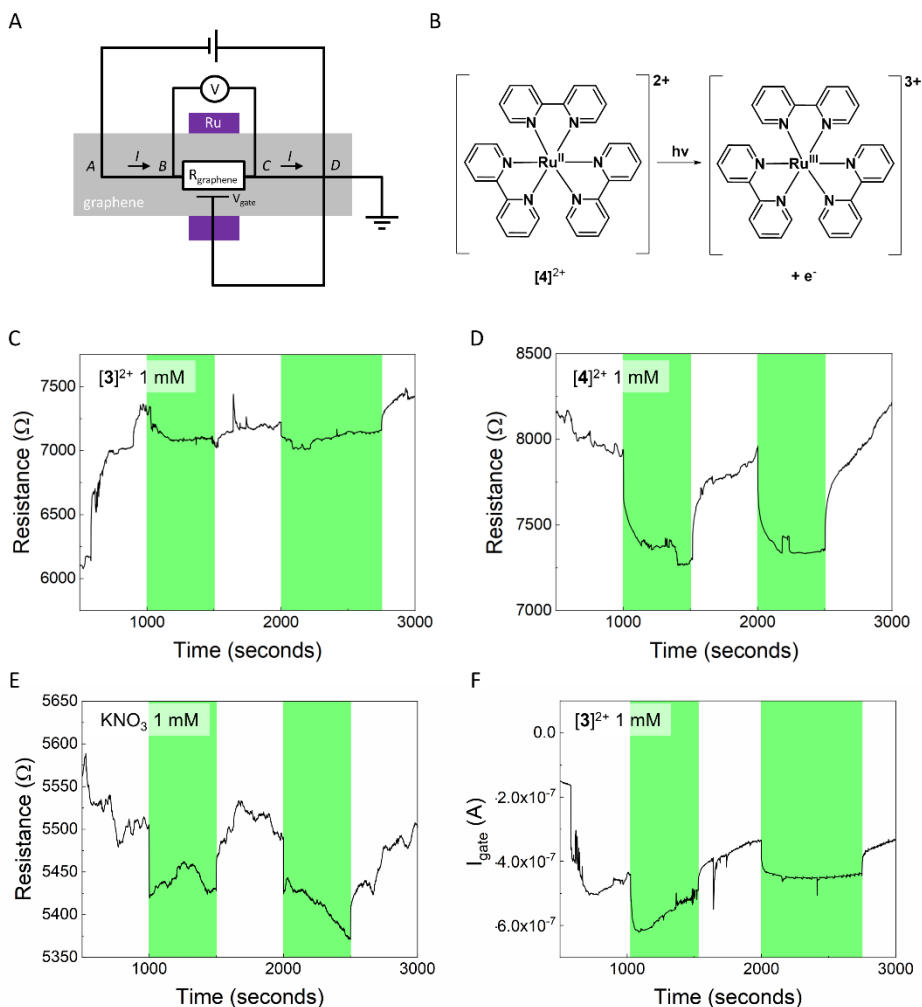 A
B
V
Ru
A
I
B
R graphene
C
I
D
graphene
V gate
2+
N
N
N
Ru II
N
N
N
[4]2+
hν
3+
N
N
N
Ru III
N
N
N
+ e-
C
[3]2+ 1 mM
Resistance (Ω)
7500
7000
6500
6000
1000
2000
3000
Time (seconds)
D
[4]2+ 1 mM
Resistance (Ω)
8500
8000
7500
7000
1000
2000
3000
Time (seconds)
E
KNO3 1 mM
Resistance (Ω)
5650
5600
5550
5500
5450
5400
5350
1000
2000
3000
Time (seconds)
F
[3]2+ 1 mM
I gate (A)
0.0
-2.0x10-7
-4.0x10-7
-6.0x10-7
1000
2000
3000
Time (seconds)